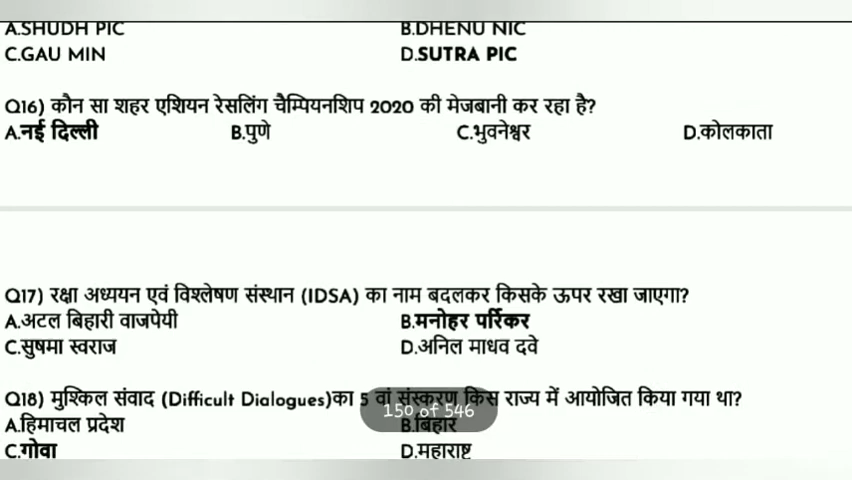 A.SHUDH PIC B.DHENU NIC
C.GAU MIN D.SUTRA PIC
Q16) कौन सा शहर एशियन रेसलिंग चैम्पियनशिप 2020 की मेजबानी कर रहा है?
A.नई दिल्ली B.पुणे C.भुवनेश्वर D.कोलकाता
Q17) रक्षा अध्ययन एवं विश्लेषण संस्थान (IDSA) का नाम बदलकर किसके ऊपर रखा जाएगा?
A.अटल बिहारी वाजपेयी B.मनोहर पर्रिकर
C.सुषमा स्वराज D.अनिल माधव दवे
Q18) मुश्किल संवाद (Difficult Dialogues)का 5 वां संस्करण किस राज्य में आयोजित किया गया था?
150 of 546
A.हिमाचल प्रदेश B.बिहार
C.गोवा D.महाराष्ट्र